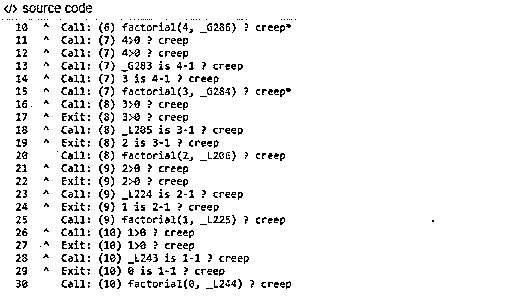 </> source code
10 ^ Call: (6) factorial(4, _G286) ? creep*
11 ^ Call: (7) 4>0 ? creep
12 ^ Call: (7) 4>0 ? creep
13 ^ Call: (7) _G283 is 4-1 ? creep
14 ^ Call: (7) 3 is 4-1 ? creep
15 ^ Call: (7) factorial(3, _G284) ? creep*
16 ^ Call: (8) 3>0 ? creep
17 ^ Exit: (8) 3>0 ? creep
18 ^ Call: (8) _L205 is 3-1 ? creep
19 ^ Exit: (8) 2 is 3-1 ? creep
20 Call: (8) factorial(2, _L206) ? creep
21 ^ Call: (9) 2>0 ? creep
22 ^ Exit: (9) 2>0 ? creep
23 ^ Call: (9) _L224 is 2-1 ? creep
24 ^ Exit: (9) 1 is 2-1 ? creep
25 Call: (9) factorial(1, _L225) ? creep
26 ^ Call: (10) 1>0 ? creep
27 ^ Exit: (10) 1>0 ? creep
28 ^ Call: (10) _L243 is 1-1 ? creep
29 ^ Exit: (10) 0 is 1-1 ? creep
30 Call: (10) factorial(0, _L244) ? creep